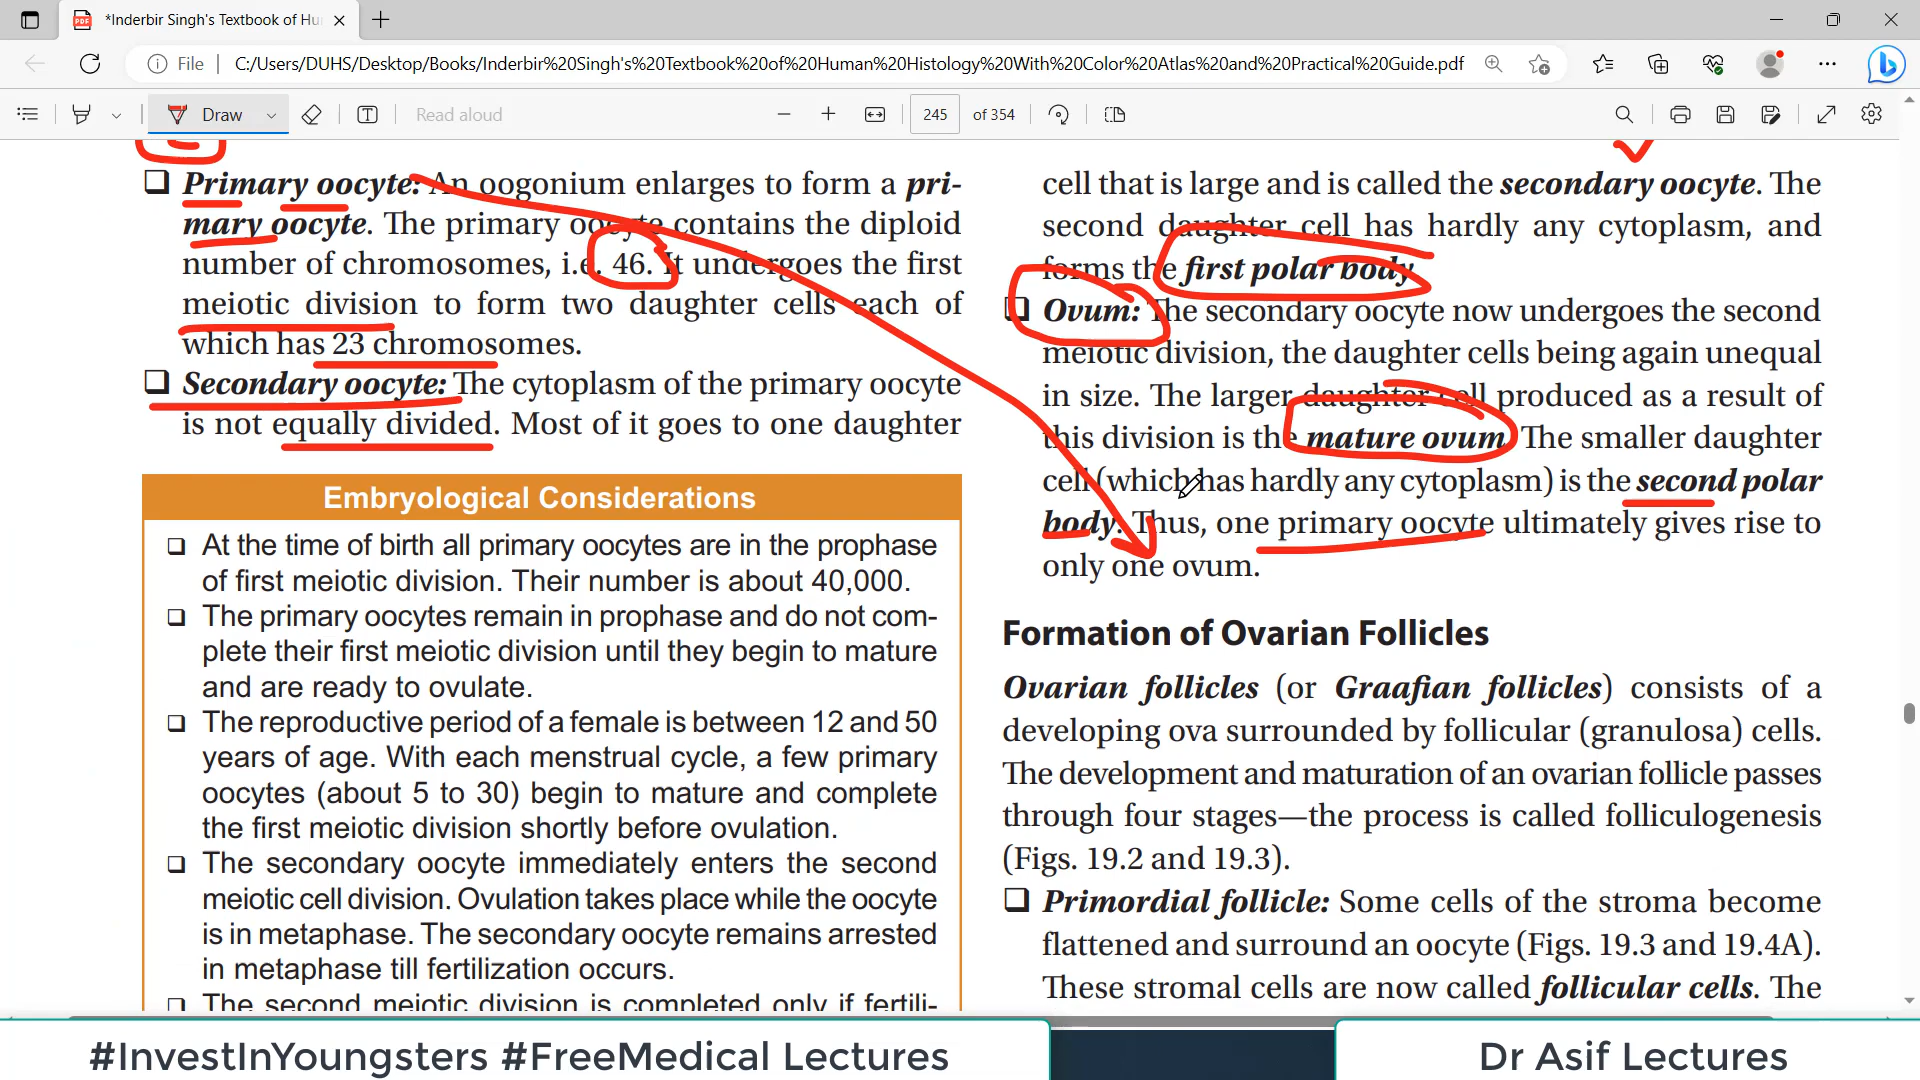 *Inderbir Singh's Textbook of Hu
File
C:/Users/DUHS/Desktop/Books/Inderbir%20Singh's%20Textbook%20of%20Human%20Histology%20With%20Color%20Atlas%20and%20Practical%20Guide.pdf
Draw
Read aloud
245 of 354
❑ Primary oocyte: An oogonium enlarges to form a pri-
mary oocyte. The primary oocyte contains the diploid
number of chromosomes, i.e. 46. It undergoes the first
meiotic division to form two daughter cells each of
which has 23 chromosomes.
❑ Secondary oocyte: The cytoplasm of the primary oocyte
is not equally divided. Most of it goes to one daughter
Embryological Considerations
❑ At the time of birth all primary oocytes are in the prophase
of first meiotic division. Their number is about 40,000.
❑ The primary oocytes remain in prophase and do not com-
plete their first meiotic division until they begin to mature
and are ready to ovulate.
❑ The reproductive period of a female is between 12 and 50
years of age. With each menstrual cycle, a few primary
oocytes (about 5 to 30) begin to mature and complete
the first meiotic division shortly before ovulation.
❑ The secondary oocyte immediately enters the second
meiotic cell division. Ovulation takes place while the oocyte
is in metaphase. The secondary oocyte remains arrested
in metaphase till fertilization occurs.
❑ The second meiotic division is completed only if fertili-
cell that is large and is called the secondary oocyte. The
second daughter cell has hardly any cytoplasm, and
forms the first polar body.
❑ Ovum: The secondary oocyte now undergoes the second
meiotic division, the daughter cells being again unequal
in size. The larger daughter cell produced as a result of
this division is the mature ovum. The smaller daughter
cell (which has hardly any cytoplasm) is the second polar
body. Thus, one primary oocyte ultimately gives rise to
only one ovum.
Formation of Ovarian Follicles
Ovarian follicles (or Graafian follicles) consists of a
developing ova surrounded by follicular (granulosa) cells.
The development and maturation of an ovarian follicle passes
through four stages—the process is called folliculogenesis
(Figs. 19.2 and 19.3).
❑ Primordial follicle: Some cells of the stroma become
flattened and surround an oocyte (Figs. 19.3 and 19.4A).
These stromal cells are now called follicular cells. The
#InvestInYoungsters #FreeMedical Lectures
Dr Asif Lectures